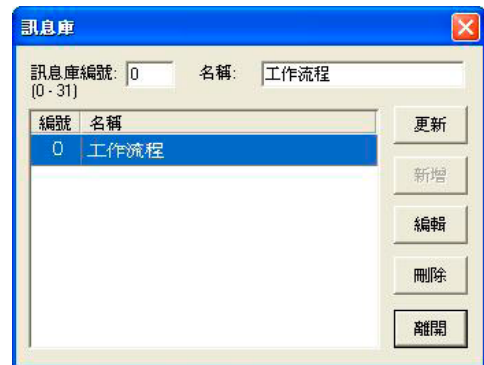 訊息庫
訊息庫編號: 0 名稱: 工作流程
(0 - 31)
編號 名稱
0 工作流程
更新
新增
編輯
刪除
離開